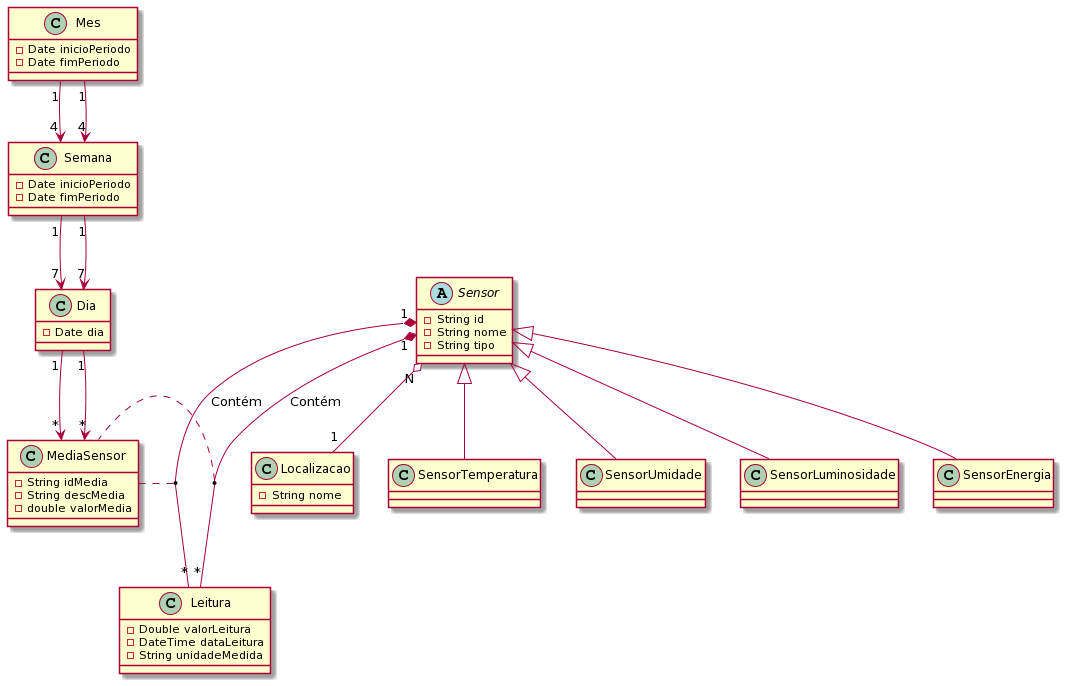 C Mes
Date inicioPeriodo
Date fimPeriodo
1 1
4 4
C Semana
Date inicioPeriodo
Date fimPeriodo
1 1
7 7
C Dia
Date dia
1 1
* *
C MediaSensor
String idMedia
String descMedia
double valorMedia
A Sensor
String id
String nome
String tipo
1
1
N
Contém Contém
1
C Localizacao
String nome
C SensorTemperatura
C SensorUmidade
C SensorLuminosidade
C SensorEnergia
* *
C Leitura
Double valorLeitura
DateTime dataLeitura
String unidadeMedida